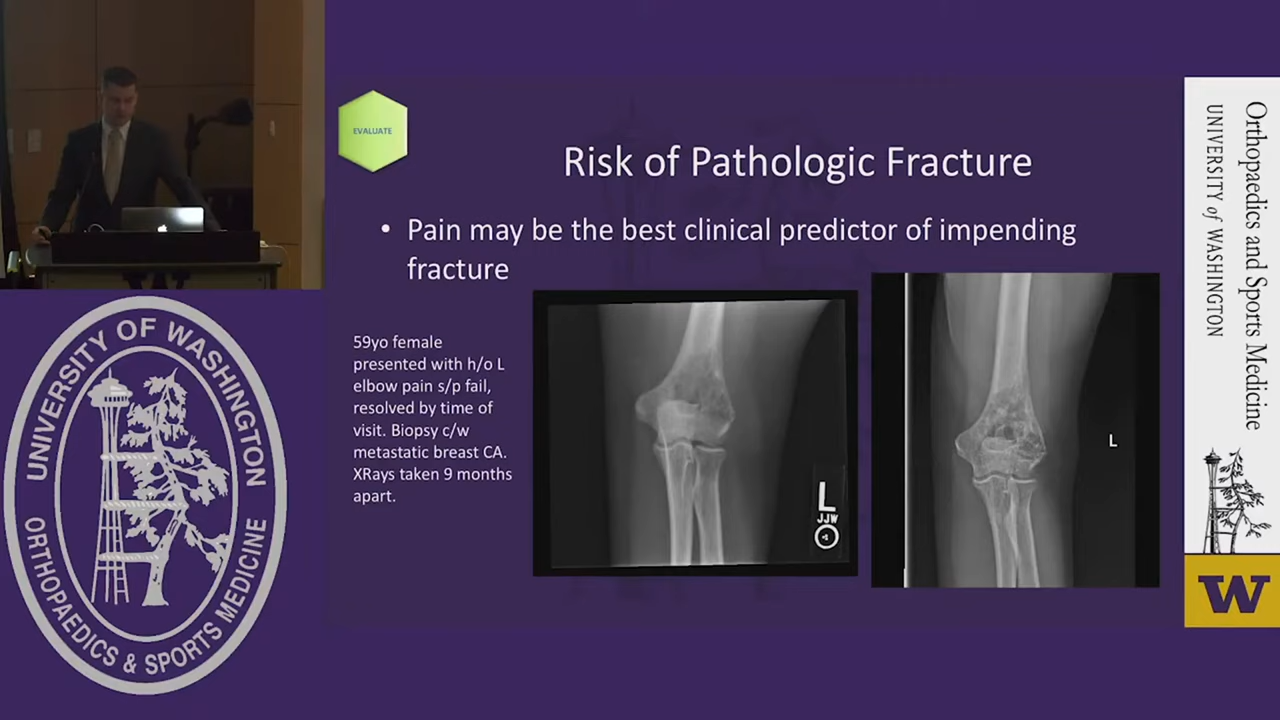 EVALUATE
Risk of Pathologic Fracture
• Pain may be the best clinical predictor of impending
fracture
59yo female
presented with h/o L
elbow pain s/p fail,
resolved by time of
visit. Biopsy c/w
metastatic breast CA.
XRays taken 9 months
apart.
L
JJW
L
UNIVERSITY OF WASHINGTON
ORTHOPAEDICS & SPORTS MEDICINE
Orthopaedics and Sports Medicine
UNIVERSITY of WASHINGTON
W